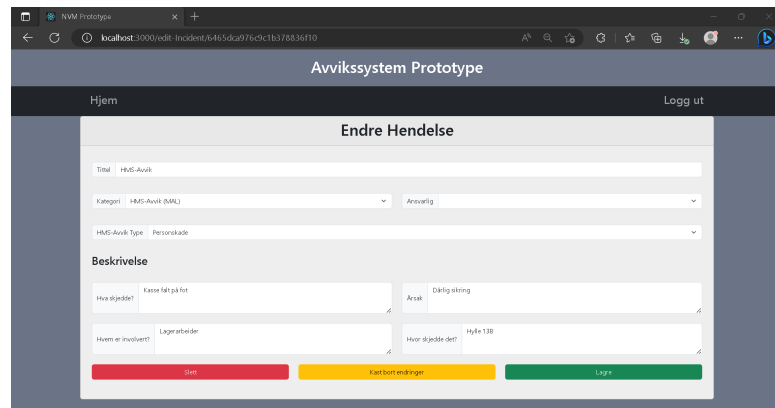 NVM Prototype
localhost:3000/edit-Incident/6465dca976c9c1b378836f10
Avvikssystem Prototype
Hjem Logg ut
Endre Hendelse
Tittel HMS-Avvik
Kategori HMS-Avvik (MAL) Ansvarlig
HMS-Avvik Type Personskade
Beskrivelse
Hva skjedde? Kasse falt på fot Årsak Dårlig sikring
Hvem er involvert? Lagerarbeider Hvor skjedde det? Hylle 13B
Slett Kast bort endringer Lagre